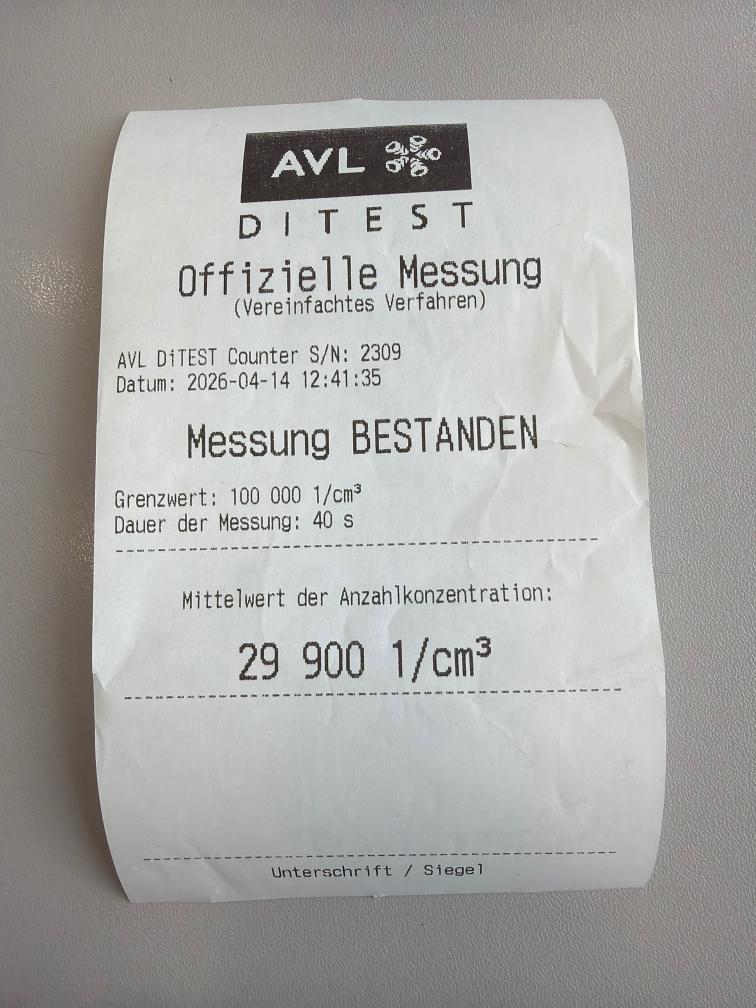 AVL
DITEST
Offizielle Messung
(Vereinfachtes Verfahren)
AVL DiTEST Counter S/N: 2309
Datum: 2026-04-14 12:41:35
Messung BESTANDEN
Grenzwert: 100 000 1/cm³
Dauer der Messung: 40 s
Mittelwert der Anzahlkonzentration:
29 900 1/cm³
Unterschrift / Siegel